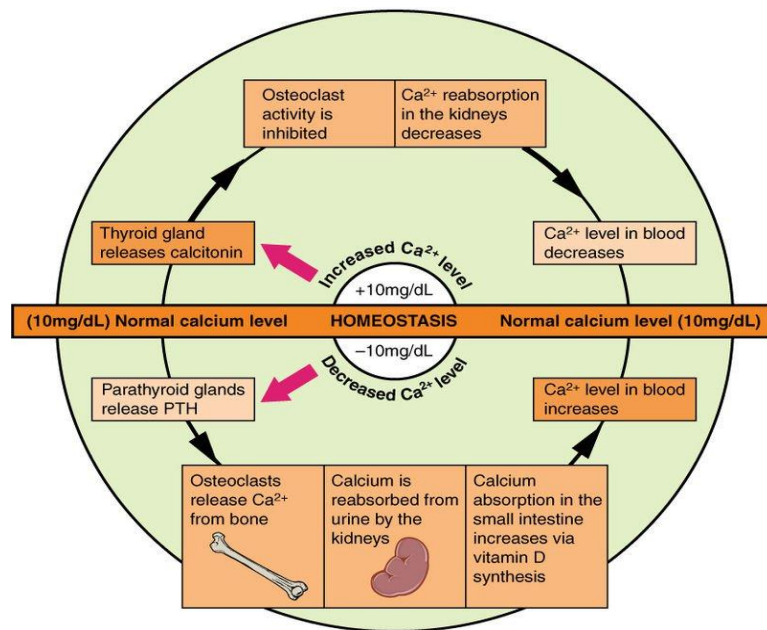 Osteoclast
activity is
inhibited
Ca²⁺ reabsorption
in the kidneys
decreases
Thyroid gland
releases calcitonin
Increased Ca²⁺ level
+10mg/dL
Ca²⁺ level in blood
decreases
(10mg/dL) Normal calcium level
HOMEOSTASIS
Normal calcium level (10mg/dL)
–10mg/dL
Decreased Ca²⁺ level
Parathyroid glands
release PTH
Ca²⁺ level in blood
increases
Osteoclasts
release Ca²⁺
from bone
Calcium is
reabsorbed from
urine by the
kidneys
Calcium
absorption in the
small intestine
increases via
vitamin D
synthesis